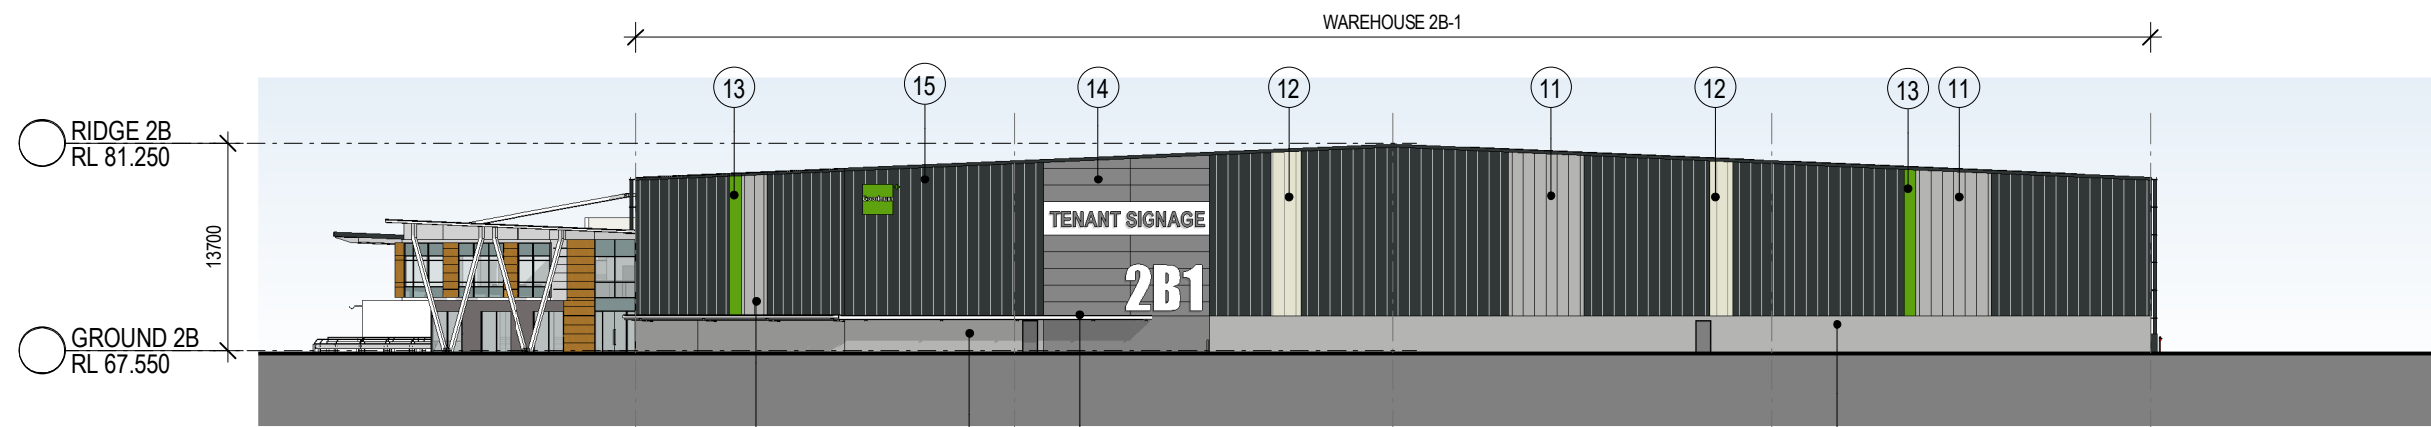 WAREHOUSE 2B-1
13 15 14 12 11 12 13 11
RIDGE 2B
RL 81.250
13700
TENANT SIGNAGE
2B1
GROUND 2B
RL 67.550